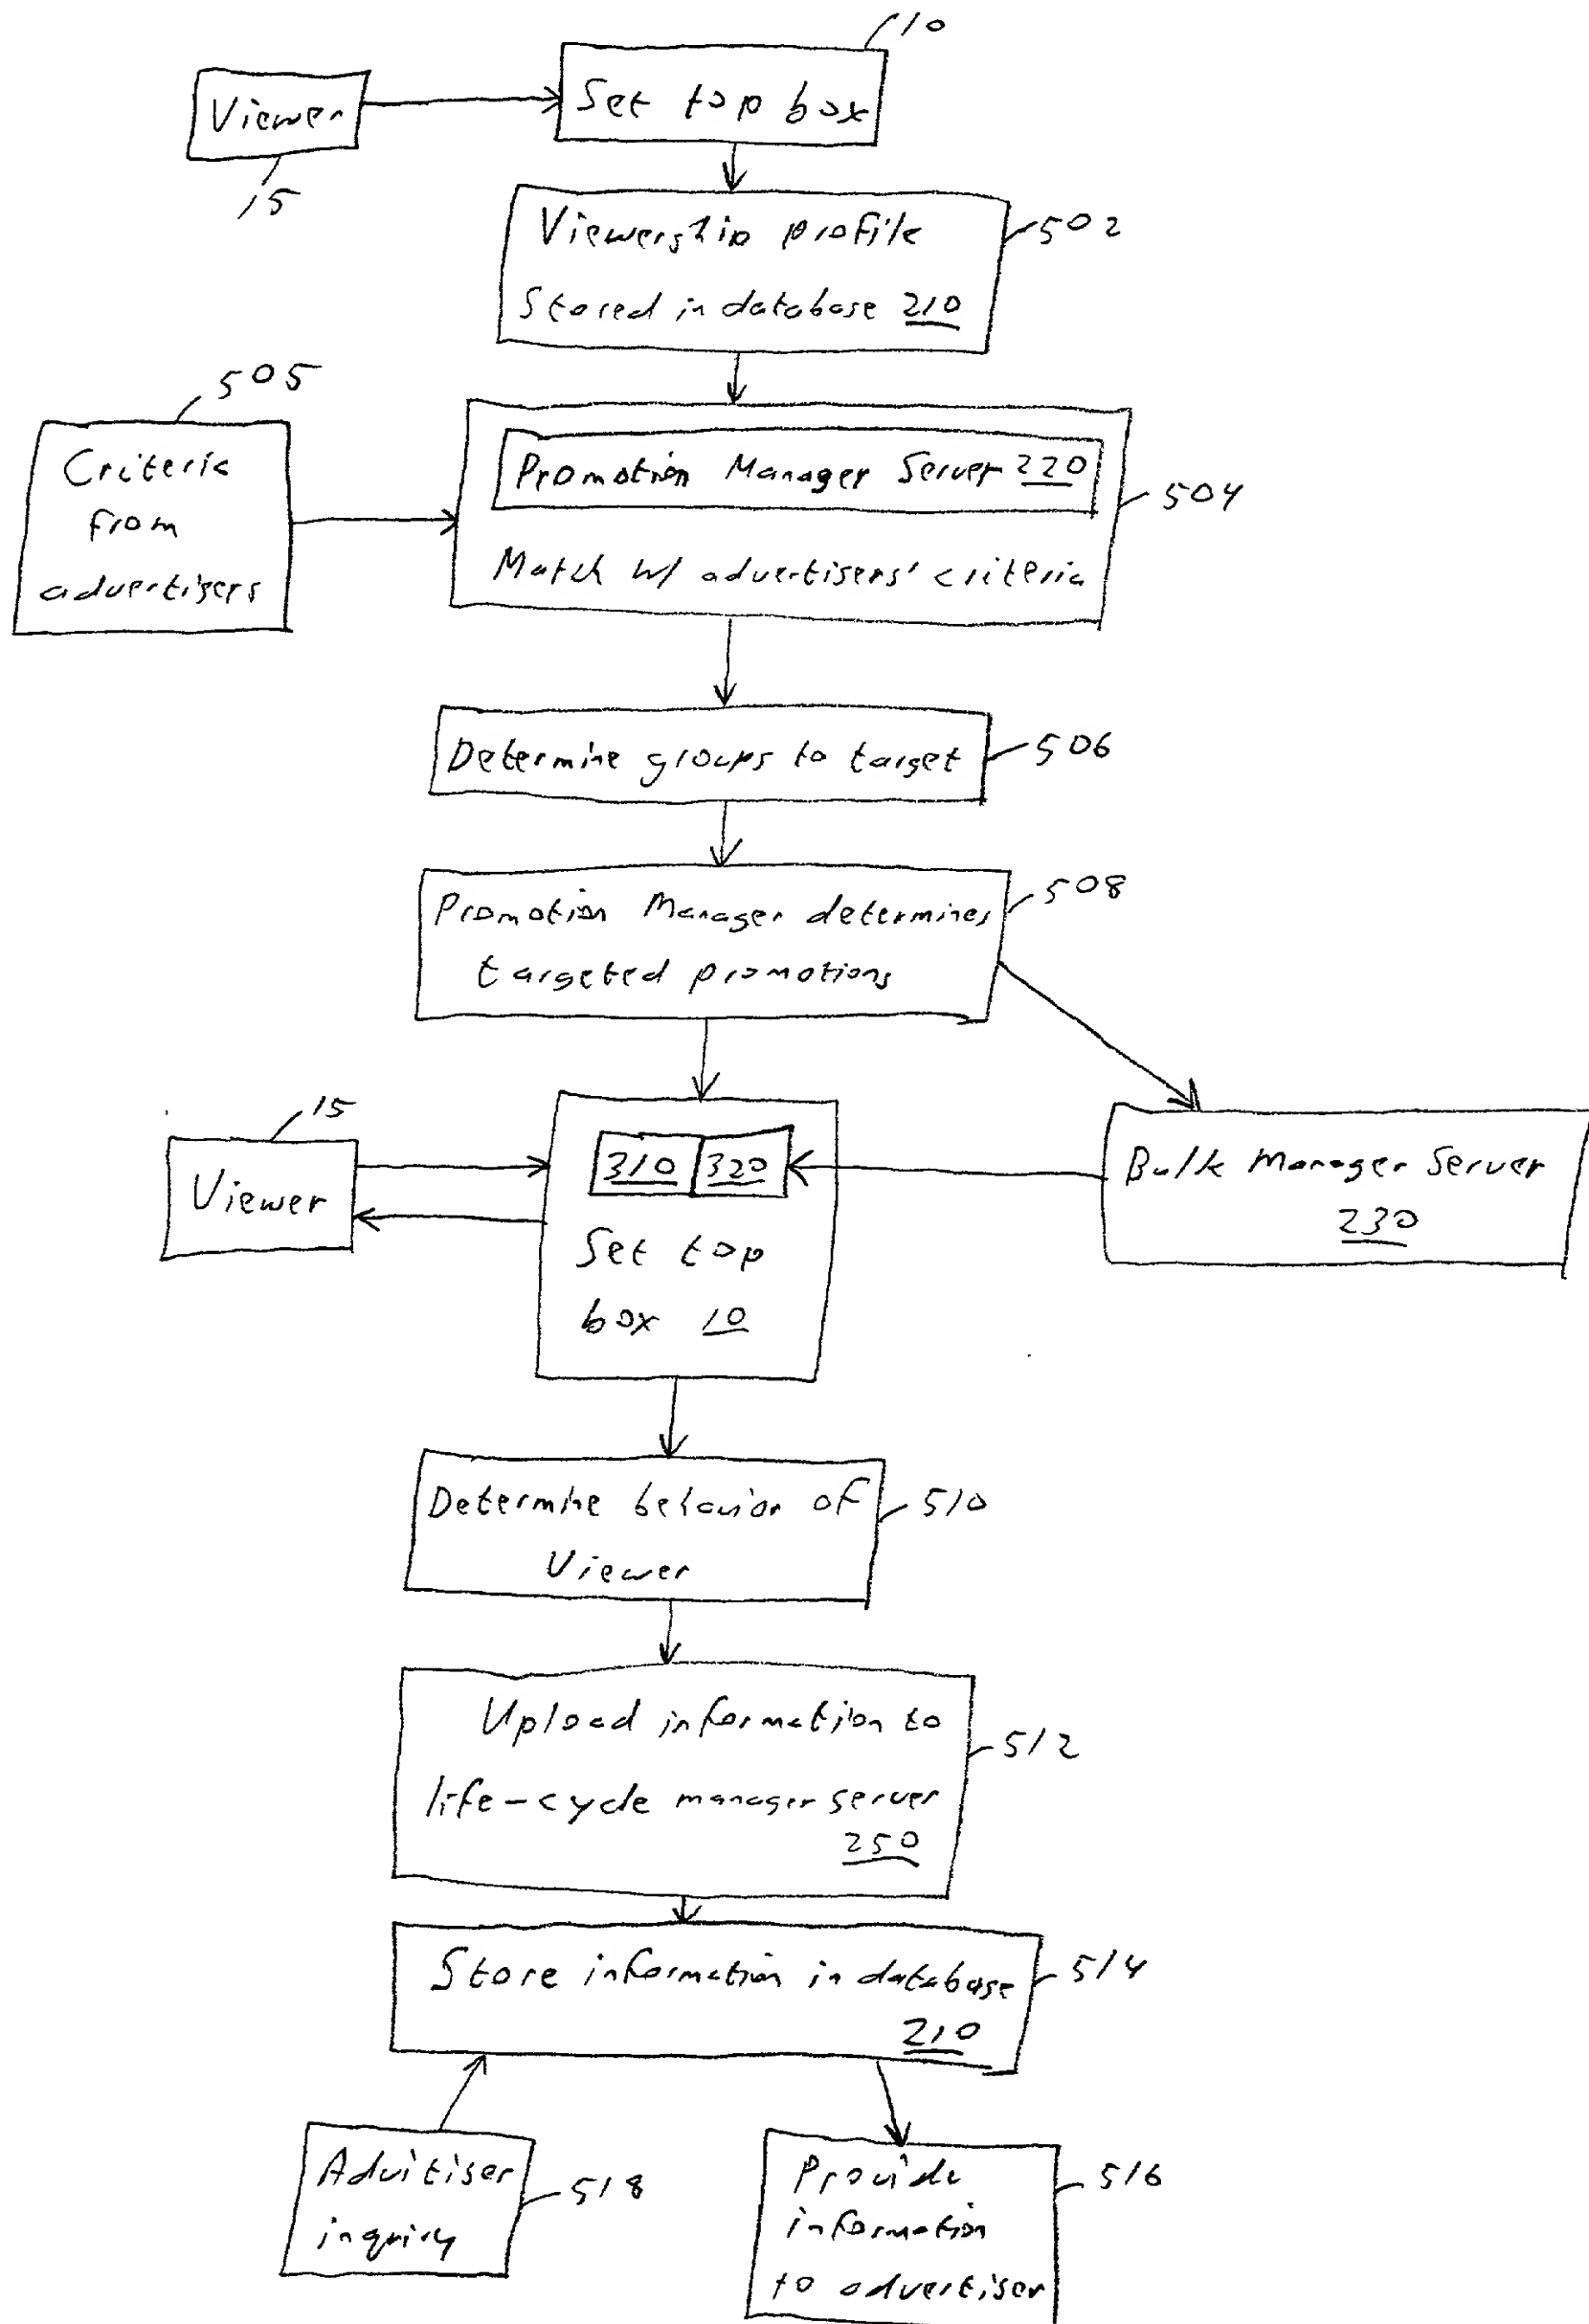 10
Viewer
Set top box
15
Viewership profile
502
Stored in database 210
505
Criteria
from
advertisers
Promotion Manager Server 220
504
Match w/ advertisers' criteria
Determine groups to target
506
Promotion Manager determines
508
targeted promotions
15
Viewer
310 320
Set top
box 10
Bulk Manager Server
230
Determine behavior of
510
Viewer
Upload information to
512
life-cycle manager server
250
Store information in database
514
210
Advitiser
518
inquiry
Provide
516
information
to advertiser